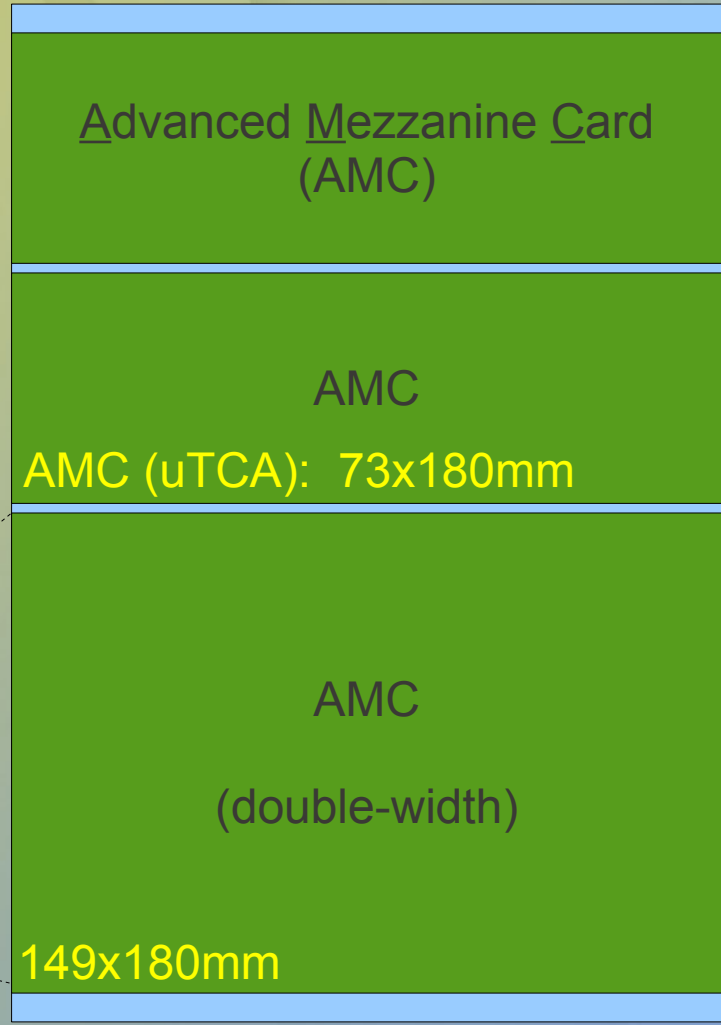 Advanced Mezzanine Card
(AMC)
AMC
AMC (uTCA): 73x180mm
AMC
(double-width)
149x180mm